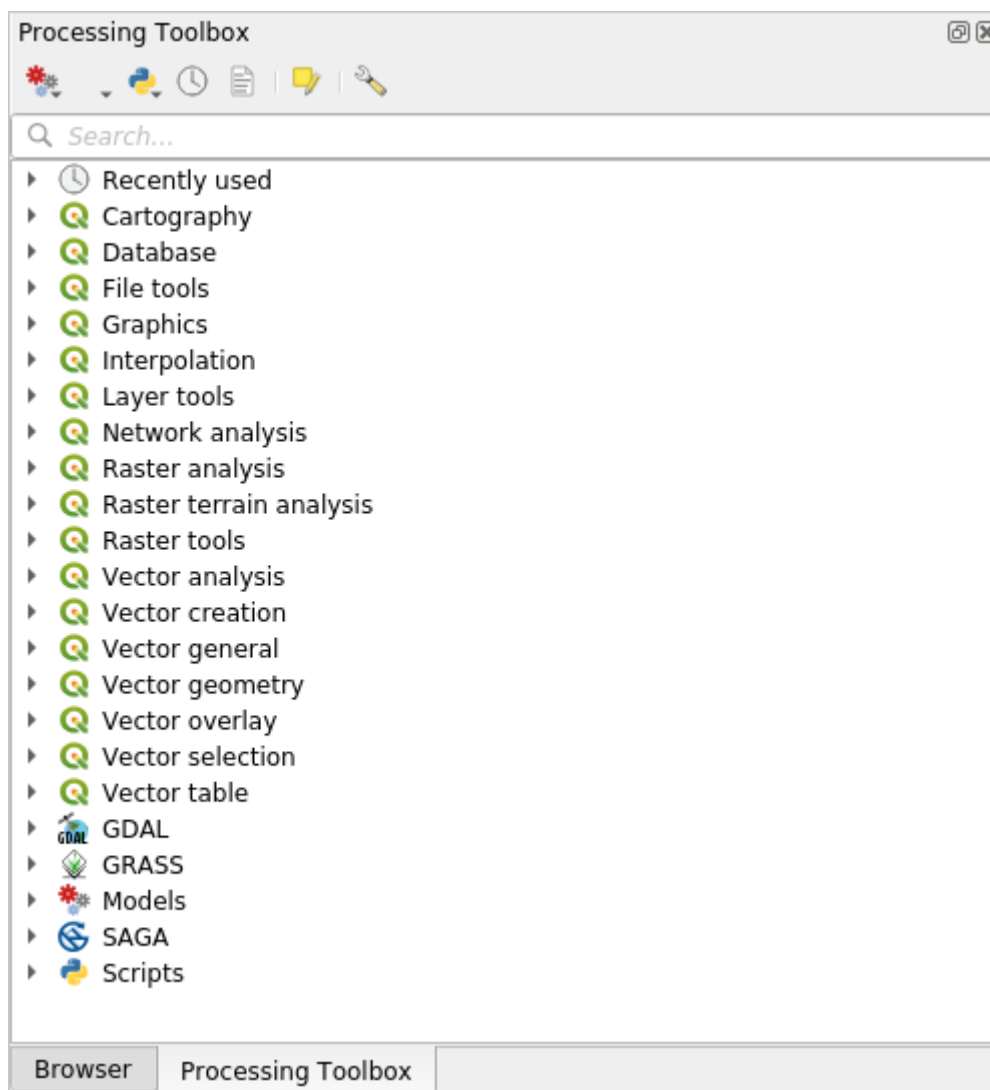 Processing Toolbox
Search...
Recently used
Cartography
Database
File tools
Graphics
Interpolation
Layer tools
Network analysis
Raster analysis
Raster terrain analysis
Raster tools
Vector analysis
Vector creation
Vector general
Vector geometry
Vector overlay
Vector selection
Vector table
GDAL GDAL
GRASS
Models
SAGA
Scripts
Browser Processing Toolbox